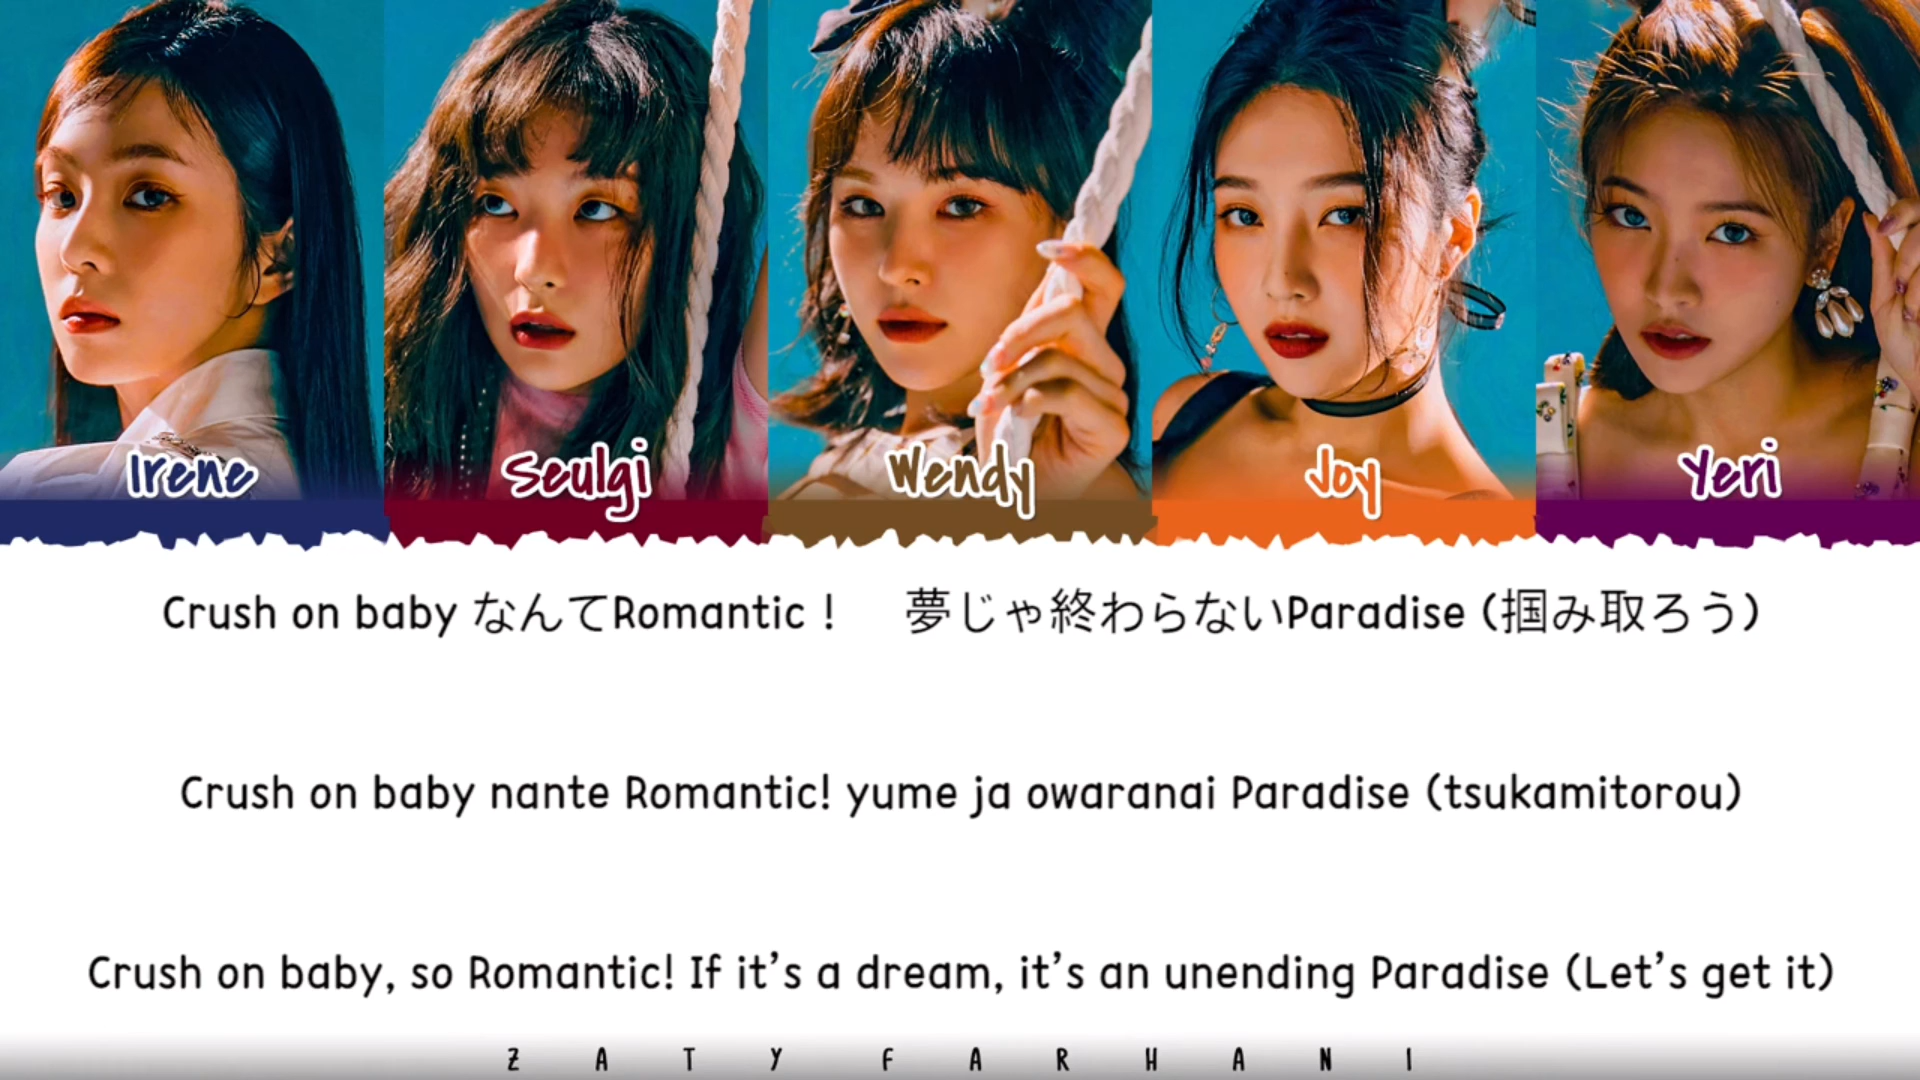 Irene
Seulgi
Wendy
Joy
Yeri
Crush on baby なんてRomantic！ 夢じゃ終わらないParadise (掴み取ろう)
Crush on baby nante Romantic! yume ja owaranai Paradise (tsukamitorou)
Crush on baby, so Romantic! If it’s a dream, it’s an unending Paradise (Let’s get it)
ZATY FARHANI